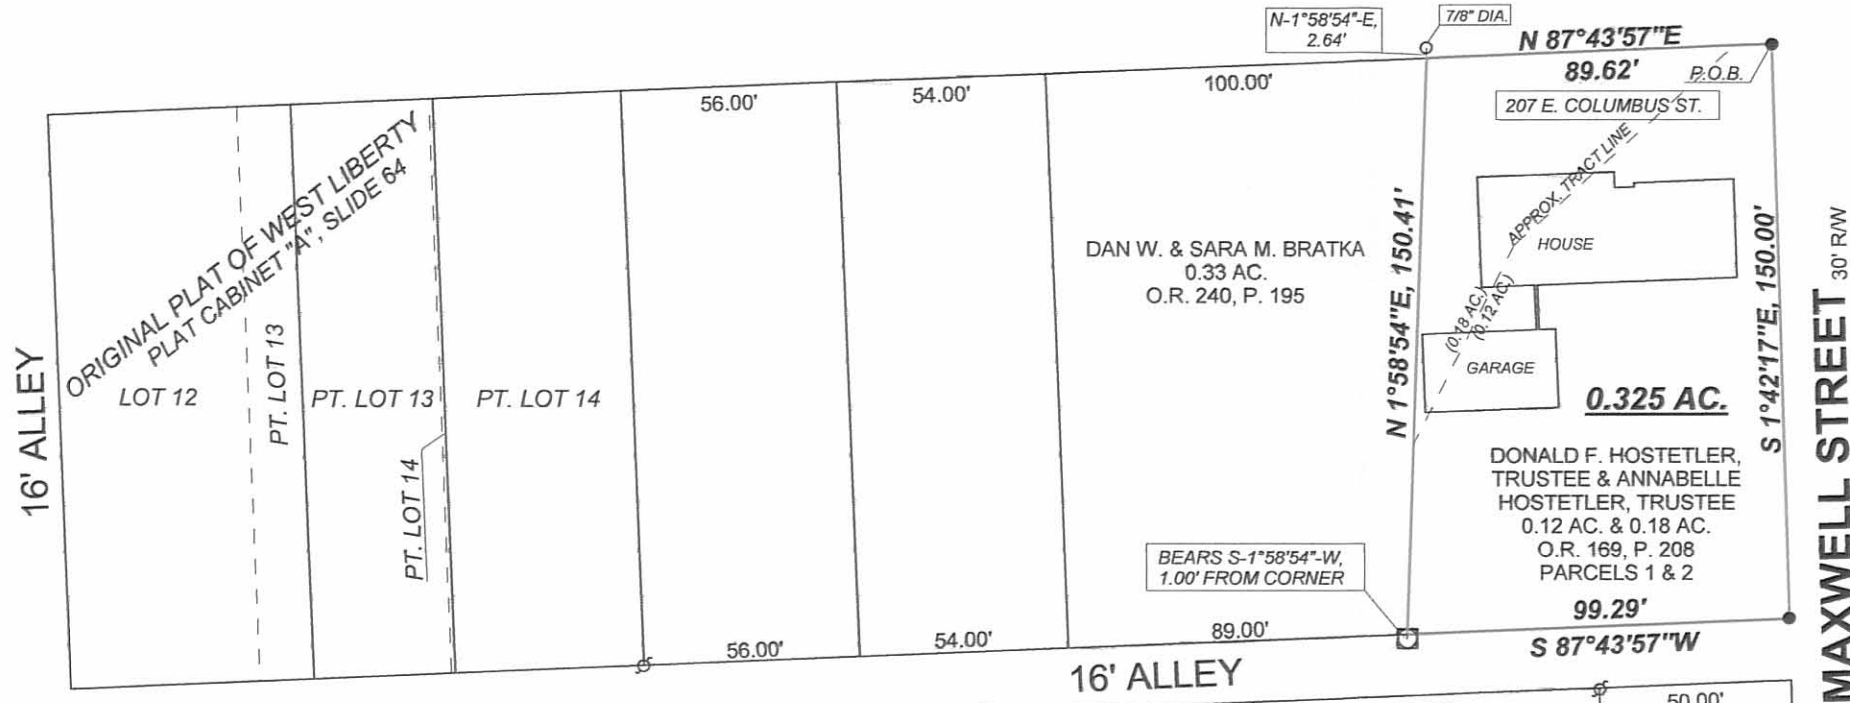 N-1°58'54"-E,
2.64'
7/8" DIA.
N 87°43'57"E
89.62'
P.O.B.
207 E. COLUMBUS ST.
56.00'
54.00'
100.00'
ORIGINAL PLAT OF WEST LIBERTY
PLAT CABINET "A", SLIDE 64
16' ALLEY
LOT 12
PT. LOT 13
PT. LOT 13
PT. LOT 14
PT. LOT 14
DAN W. & SARA M. BRATKA
0.33 AC.
O.R. 240, P. 195
N 1°58'54"E, 150.41'
APPROX. TRACT LINE
(0.18 AC.)
(0.12 AC.)
HOUSE
GARAGE
0.325 AC.
S 1°42'17"E, 150.00'
MAXWELL STREET 30' R/W
DONALD F. HOSTETLER,
TRUSTEE & ANNABELLE
HOSTETLER, TRUSTEE
0.12 AC. & 0.18 AC.
O.R. 169, P. 208
PARCELS 1 & 2
BEARS S-1°58'54"-W,
1.00' FROM CORNER
99.29'
S 87°43'57"W
56.00'
54.00'
89.00'
16' ALLEY
50.00'